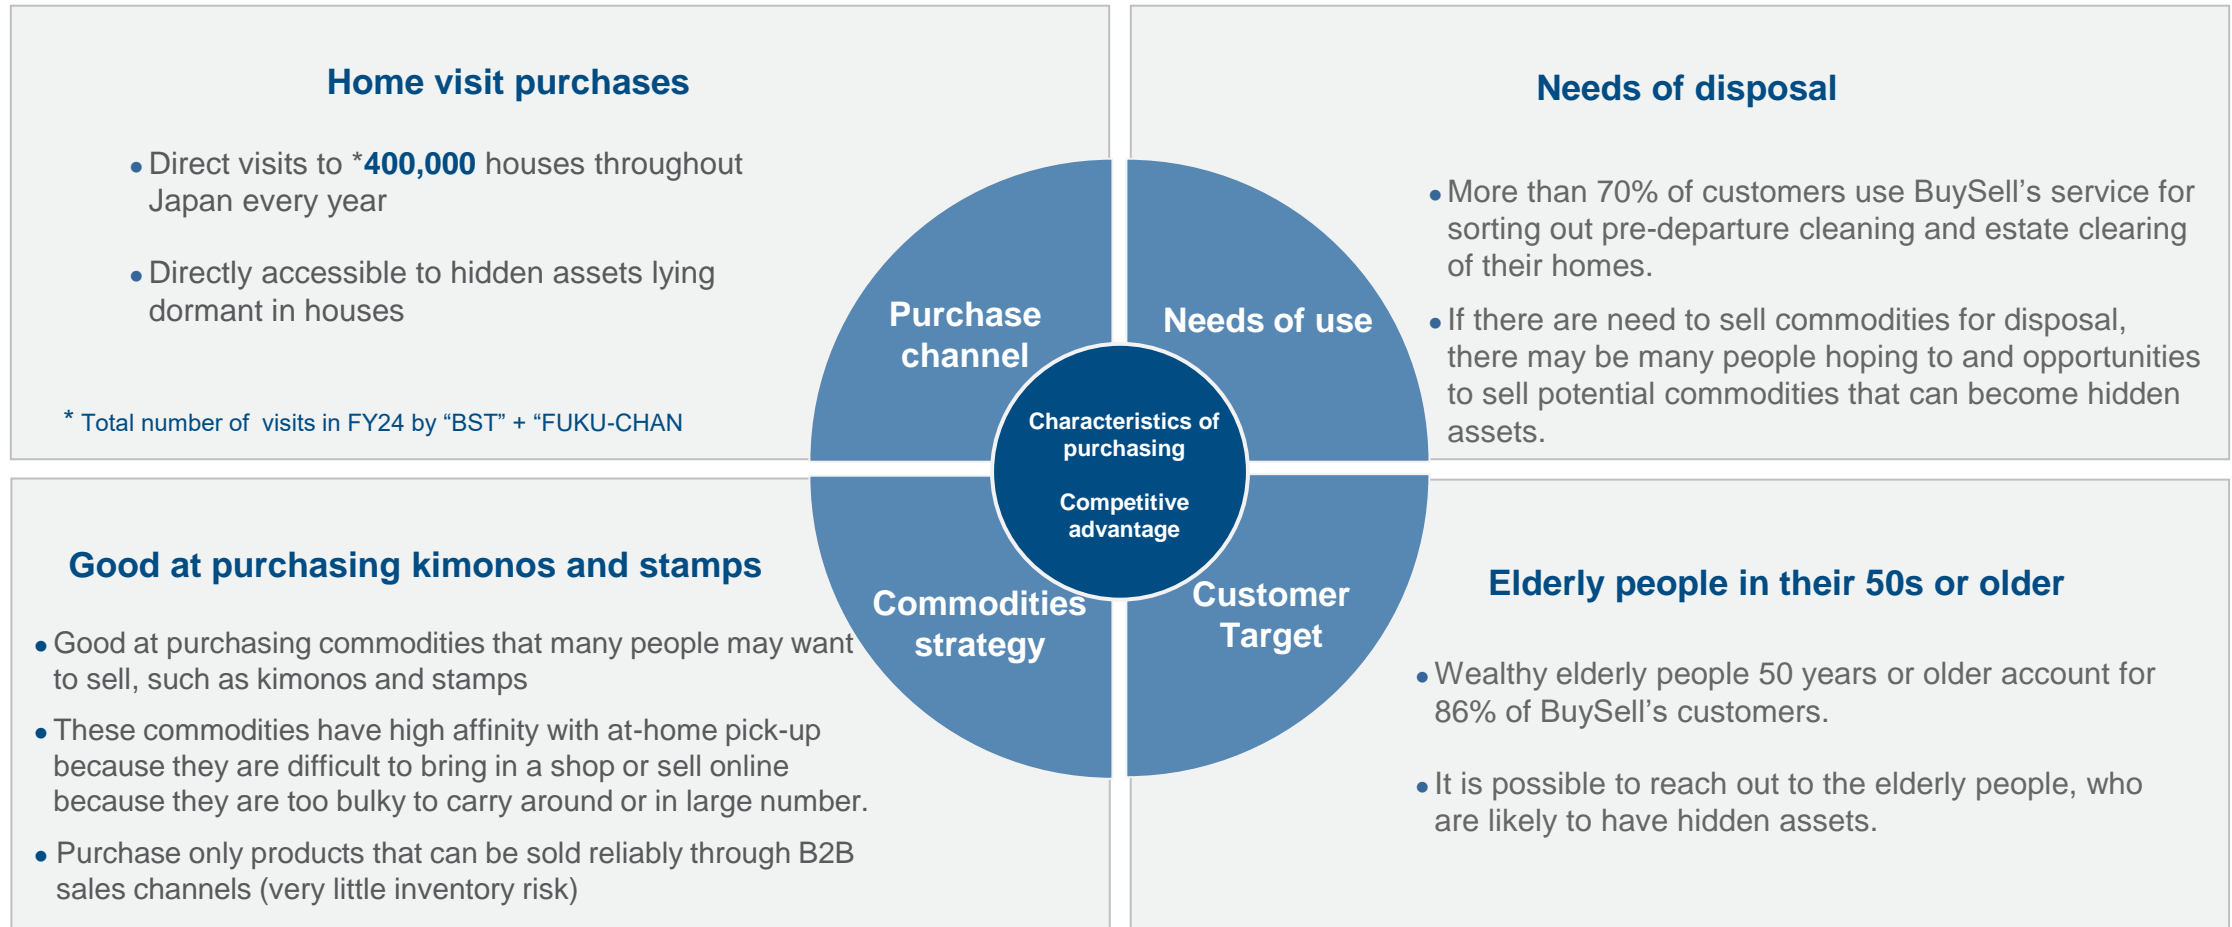 Home visit purchases
• Direct visits to *400,000 houses throughout
Japan every year
• Directly accessible to hidden assets lying
dormant in houses
* Total number of  visits in FY24 by “BST” + “FUKU-CHAN
Needs of disposal
• More than 70% of customers use BuySell’s service for
sorting out pre-departure cleaning and estate clearing
of their homes.
• If there are need to sell commodities for disposal,
there may be many people hoping to and opportunities
to sell potential commodities that can become hidden
assets.
Purchase
channel
Needs of use
Characteristics of
purchasing
Competitive
advantage
Commodities
strategy
Customer
Target
Good at purchasing kimonos and stamps
• Good at purchasing commodities that many people may want
to sell, such as kimonos and stamps
• These commodities have high affinity with at-home pick-up
because they are difficult to bring in a shop or sell online
because they are too bulky to carry around or in large number.
• Purchase only products that can be sold reliably through B2B
sales channels (very little inventory risk)
Elderly people in their 50s or older
• Wealthy elderly people 50 years or older account for
86% of BuySell’s customers.
• It is possible to reach out to the elderly people, who
are likely to have hidden assets.